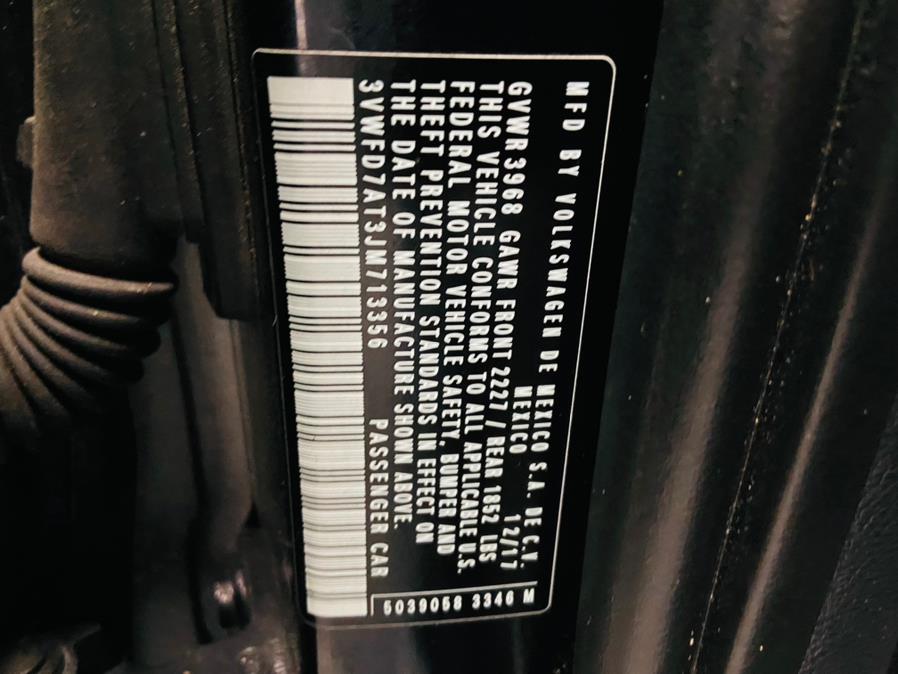 MFD BY VOLKSWAGEN DE MEXICO S.A. DE C.V.
MEXICO 12/17
GVWR 3968 GAWR FRONT 2227 / REAR 1852 LBS
THIS VEHICLE CONFORMS TO ALL APPLICABLE U.S.
FEDERAL MOTOR VEHICLE SAFETY, BUMPER AND
THEFT PREVENTION STANDARDS IN EFFECT ON
THE DATE OF MANUFACTURE SHOWN ABOVE.
3VWFD7AT3JM713356 PASSENGER CAR
5039058 3346 M